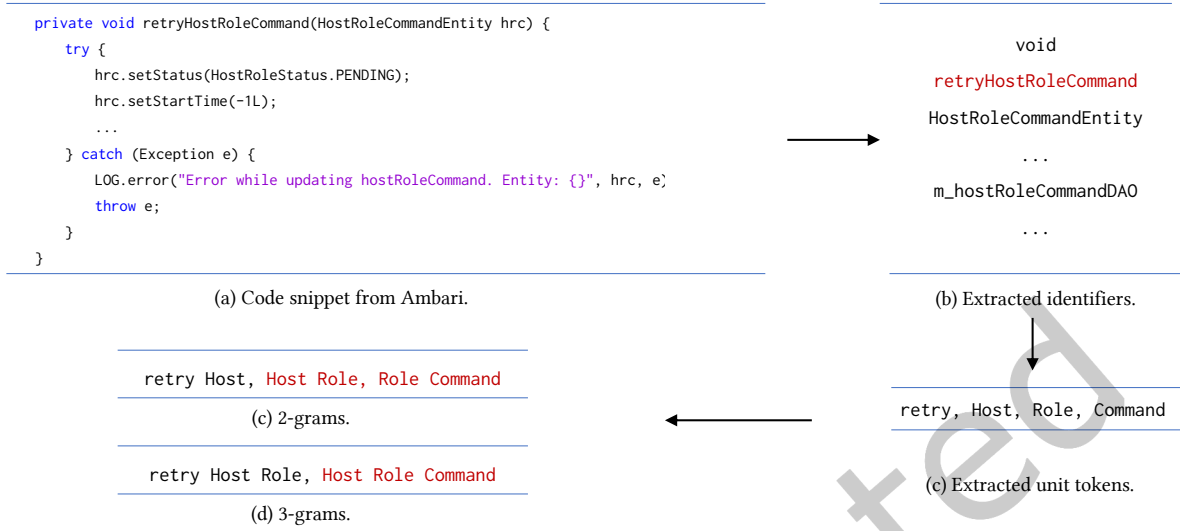 private void retryHostRoleCommand(HostRoleCommandEntity hrc) {
try {
hrc.setStatus(HostRoleStatus.PENDING);
hrc.setStartTime(-1L);
...
} catch (Exception e) {
LOG.error("Error while updating hostRoleCommand. Entity: {}", hrc, e)
throw e;
}
}
(a) Code snippet from Ambari.
void
retryHostRoleCommand
HostRoleCommandEntity
...
m_hostRoleCommandDAO
...
(b) Extracted identifiers.
retry, Host, Role, Command
(c) Extracted unit tokens.
retry Host, Host Role, Role Command
(c) 2-grams.
retry Host Role, Host Role Command
(d) 3-grams.
ted